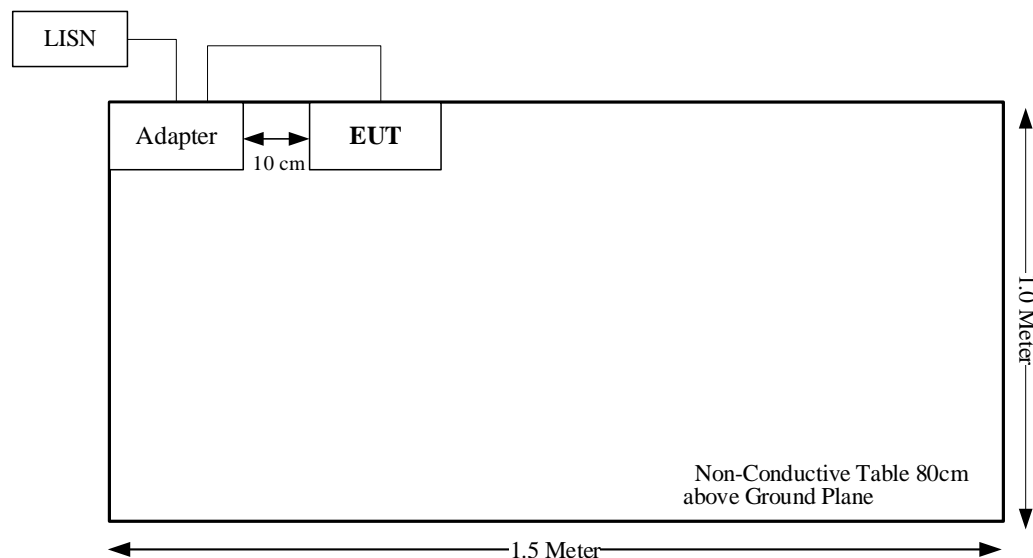 LISN
Adapter
EUT
10 cm
1.0 Meter
Non-Conductive Table 80cm
above Ground Plane
1.5 Meter